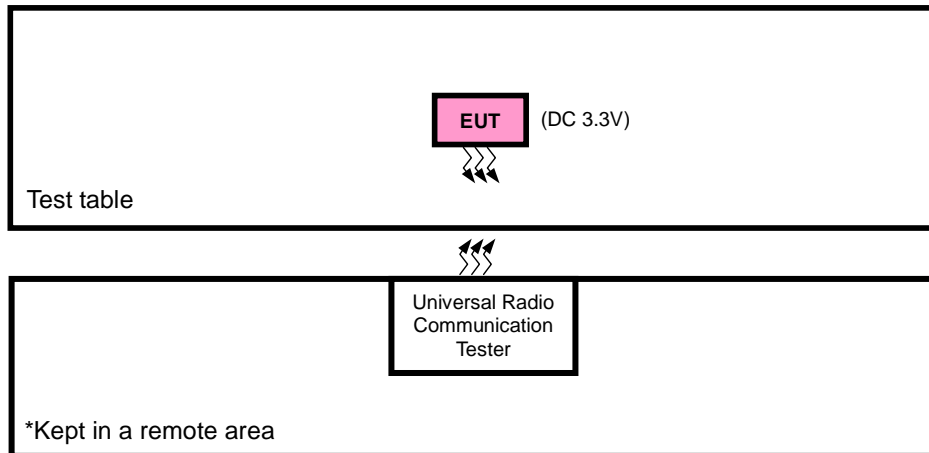 EUT (DC 3.3V)
Test table
Universal Radio
Communication
Tester
*Kept in a remote area